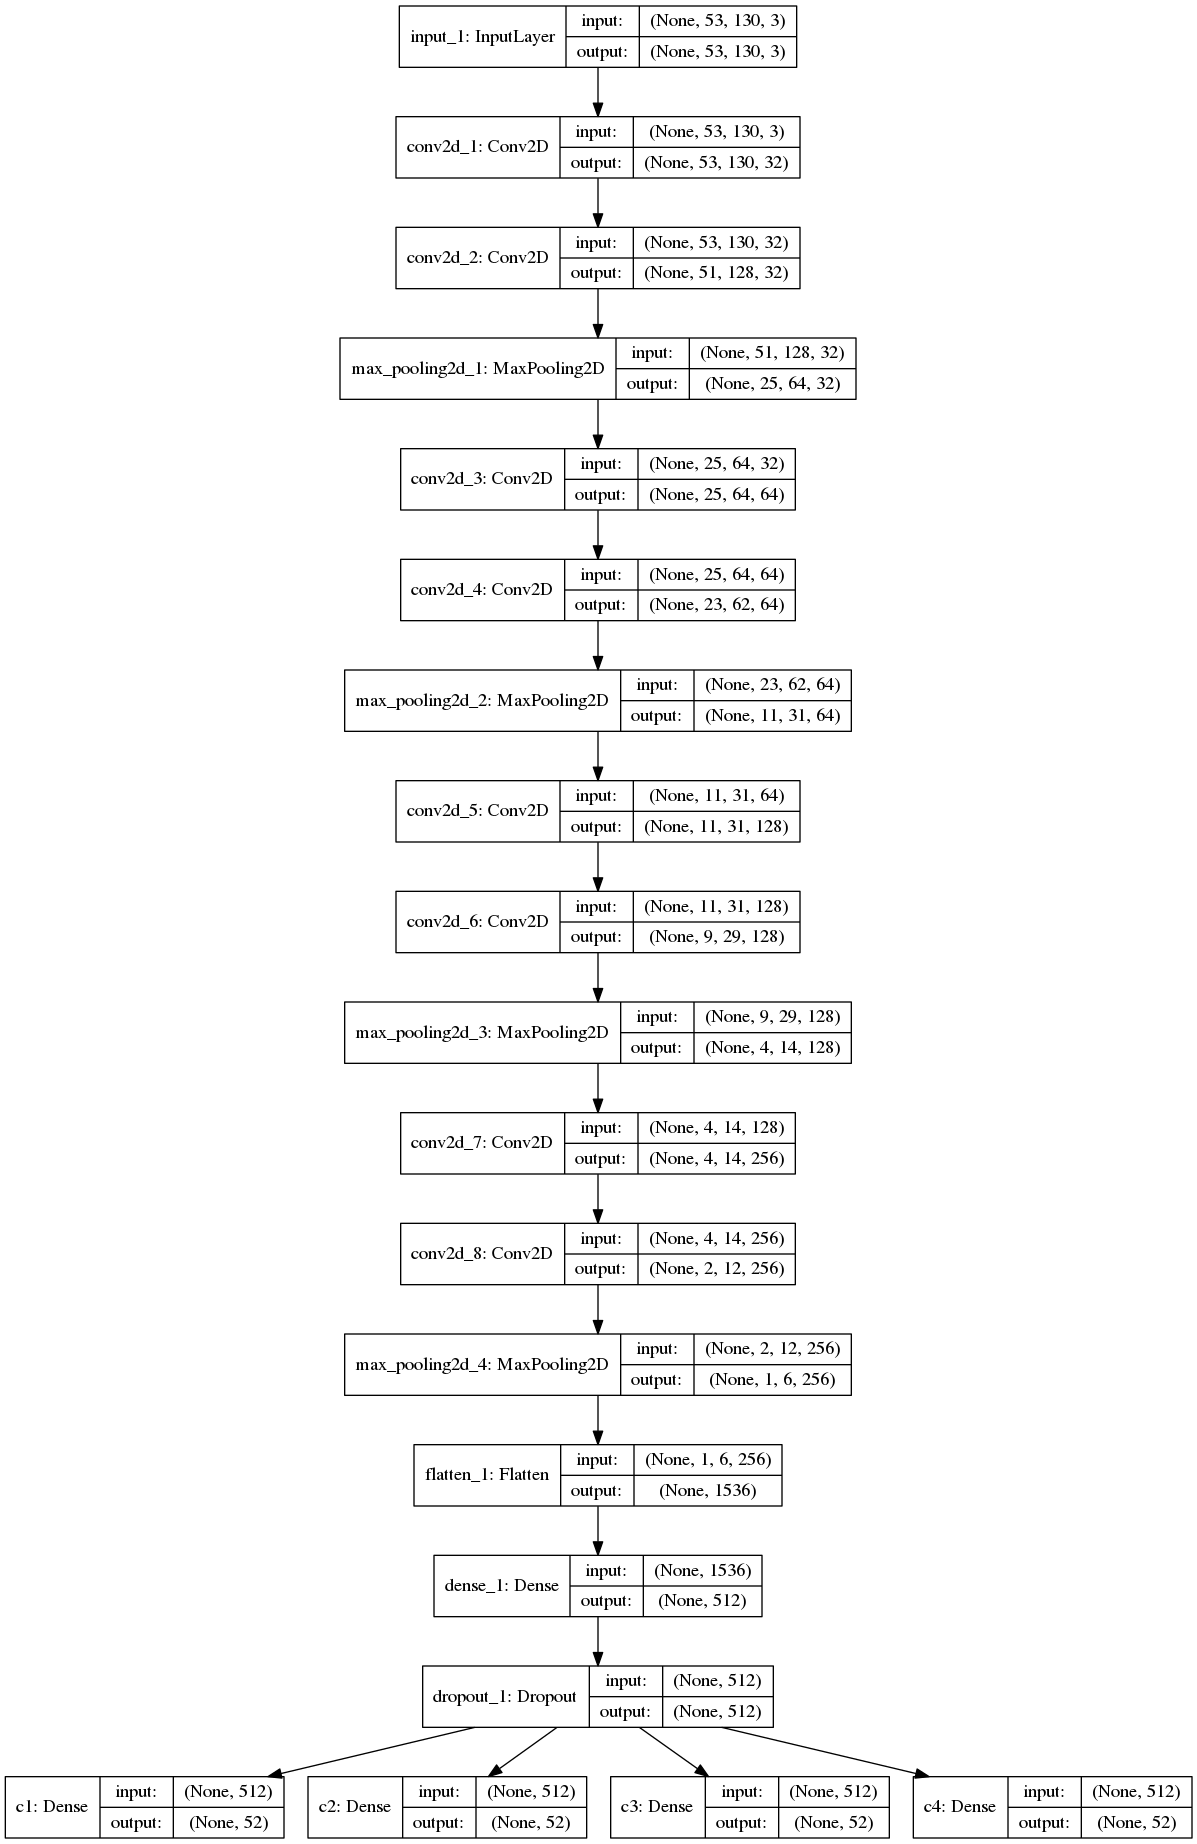 input_1: InputLayer
input: (None, 53, 130, 3)
output: (None, 53, 130, 3)
conv2d_1: Conv2D
input: (None, 53, 130, 3)
output: (None, 53, 130, 32)
conv2d_2: Conv2D
input: (None, 53, 130, 32)
output: (None, 51, 128, 32)
max_pooling2d_1: MaxPooling2D
input: (None, 51, 128, 32)
output: (None, 25, 64, 32)
conv2d_3: Conv2D
input: (None, 25, 64, 32)
output: (None, 25, 64, 64)
conv2d_4: Conv2D
input: (None, 25, 64, 64)
output: (None, 23, 62, 64)
max_pooling2d_2: MaxPooling2D
input: (None, 23, 62, 64)
output: (None, 11, 31, 64)
conv2d_5: Conv2D
input: (None, 11, 31, 64)
output: (None, 11, 31, 128)
conv2d_6: Conv2D
input: (None, 11, 31, 128)
output: (None, 9, 29, 128)
max_pooling2d_3: MaxPooling2D
input: (None, 9, 29, 128)
output: (None, 4, 14, 128)
conv2d_7: Conv2D
input: (None, 4, 14, 128)
output: (None, 4, 14, 256)
conv2d_8: Conv2D
input: (None, 4, 14, 256)
output: (None, 2, 12, 256)
max_pooling2d_4: MaxPooling2D
input: (None, 2, 12, 256)
output: (None, 1, 6, 256)
flatten_1: Flatten
input: (None, 1, 6, 256)
output: (None, 1536)
dense_1: Dense
input: (None, 1536)
output: (None, 512)
dropout_1: Dropout
input: (None, 512)
output: (None, 512)
c1: Dense
input: (None, 512)
output: (None, 52)
c2: Dense
input: (None, 512)
output: (None, 52)
c3: Dense
input: (None, 512)
output: (None, 52)
c4: Dense
input: (None, 512)
output: (None, 52)